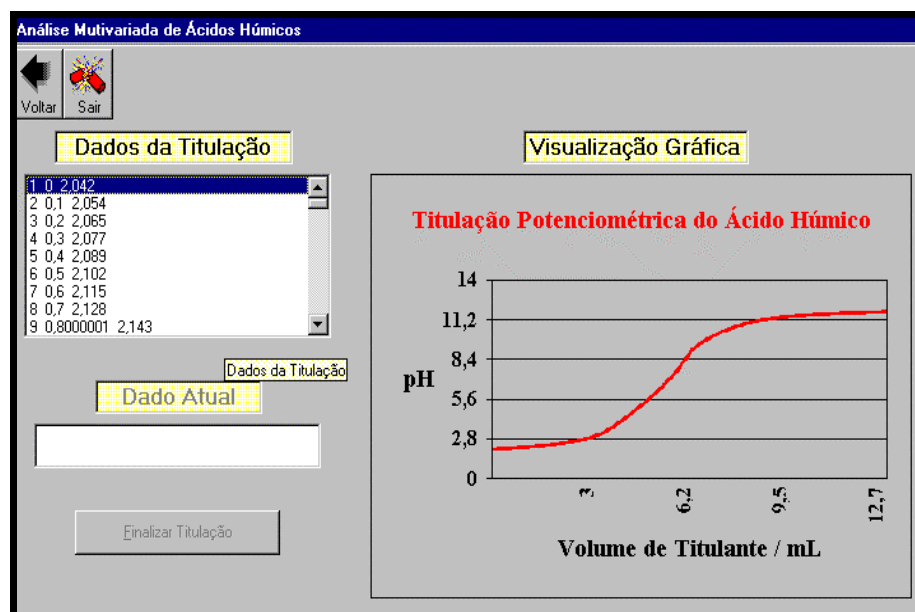 Análise Mutivariada de Ácidos Húmicos
Voltar Sair
Dados da Titulação
1 0 2,042
2 0,1 2,054
3 0,2 2,065
4 0,3 2,077
5 0,4 2,089
6 0,5 2,102
7 0,6 2,115
8 0,7 2,128
9 0,8000001 2,143
Dados da Titulação
Dado Atual
Finalizar Titulação
Visualização Gráfica
Titulação Potenciométrica do Ácido Húmico
14
11,2
8,4
pH
5,6
2,8
0
3 6,2 9,5 12,7
Volume de Titulante / mL